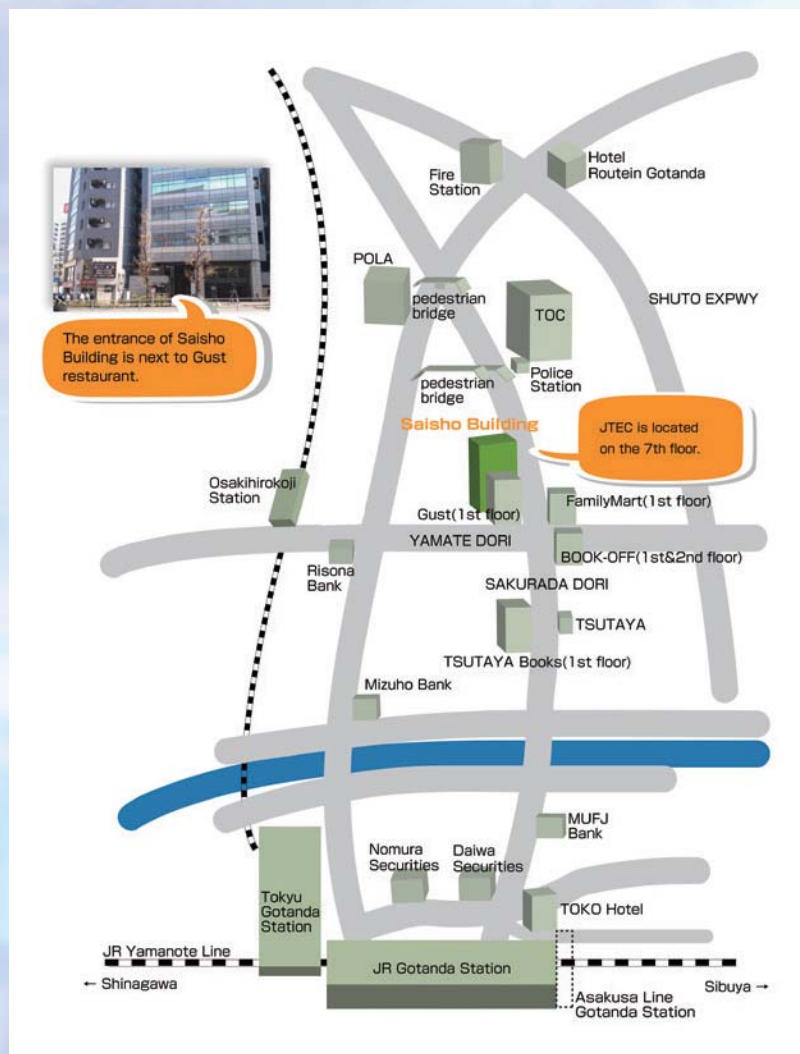 Fire
Station
Hotel
Routein Gotanda
POLA
pedestrian
bridge
TOC
SHUTO EXPWY
The entrance of Saisho
Building is next to Gust
restaurant.
Police
Station
pedestrian
bridge
Saisho Building
JTEC is located
on the 7th floor.
Osakihirokoji
Station
Gust(1st floor)
FamilyMart(1st floor)
YAMATE DORI
Risona
Bank
BOOK-OFF(1st&2nd floor)
SAKURADA DORI
TSUTAYA
TSUTAYA Books(1st floor)
Mizuho Bank
MUFJ
Bank
Nomura
Securities
Daiwa
Securities
Tokyu
Gotanda
Station
TOKO Hotel
JR Yamante Line
JR Gotanda Station
← Shinagawa
Sibuya →
Asakusa Line
Gotanda Station